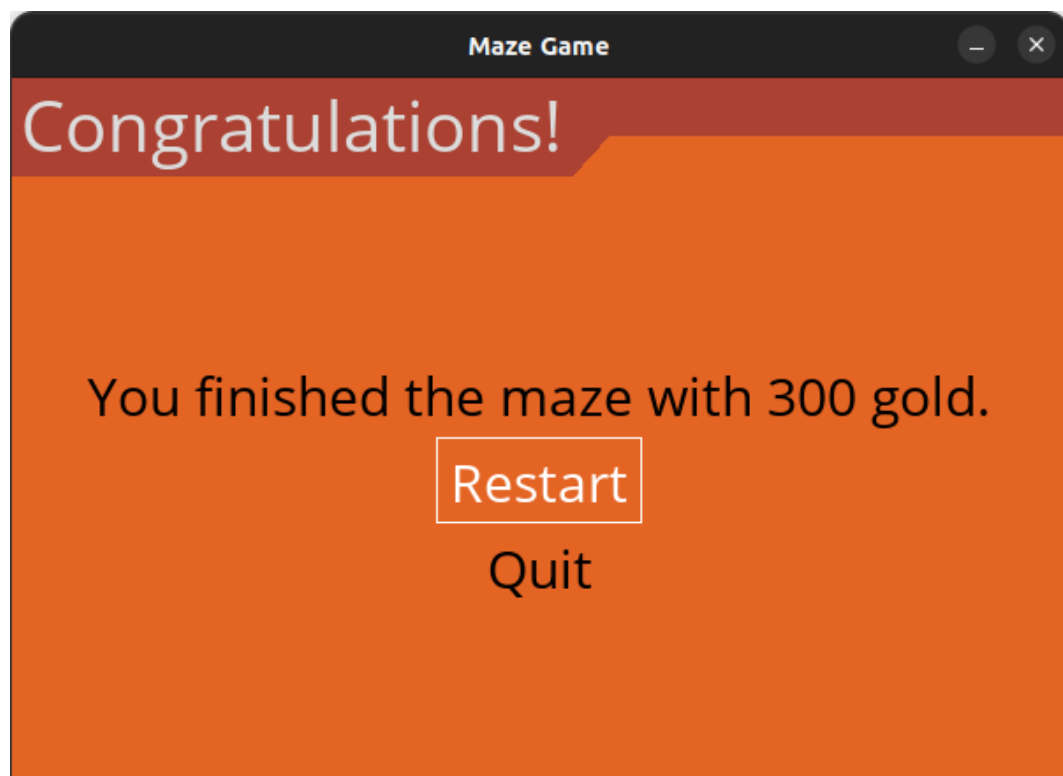 Maze Game
Congratulations!
You finished the maze with 300 gold.
Restart
Quit